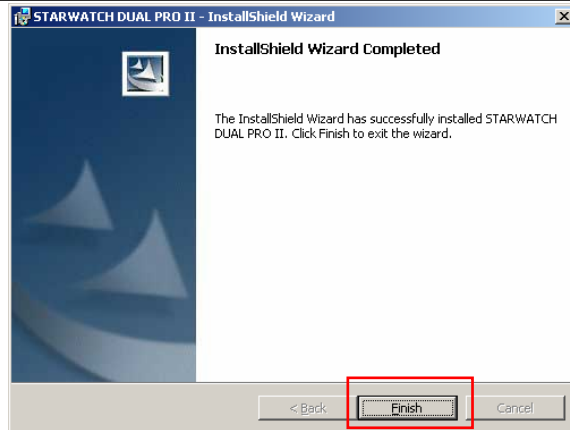 STARWATCH DUAL PRO II - InstallShield Wizard
InstallShield Wizard Completed
The InstallShield Wizard has successfully installed STARWATCH
DUAL PRO II. Click Finish to exit the wizard.
< Back
Finish
Cancel